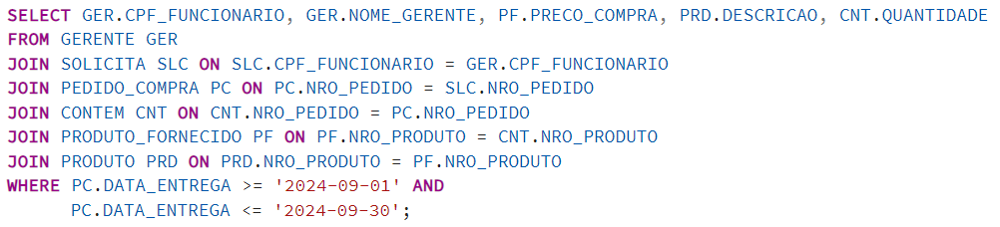 SELECT GER.CPF_FUNCIONARIO, GER.NOME_GERENTE, PF.PRECO_COMPRA, PRD.DESCRICAO, CNT.QUANTIDADE
FROM GERENTE GER
JOIN SOLICITA SLC ON SLC.CPF_FUNCIONARIO = GER.CPF_FUNCIONARIO
JOIN PEDIDO_COMPRA PC ON PC.NRO_PEDIDO = SLC.NRO_PEDIDO
JOIN CONTEM CNT ON CNT.NRO_PEDIDO = PC.NRO_PEDIDO
JOIN PRODUTO_FORNECIDO PF ON PF.NRO_PRODUTO = CNT.NRO_PRODUTO
JOIN PRODUTO PRD ON PRD.NRO_PRODUTO = PF.NRO_PRODUTO
WHERE PC.DATA_ENTREGA >= '2024-09-01' AND
      PC.DATA_ENTREGA <= '2024-09-30';